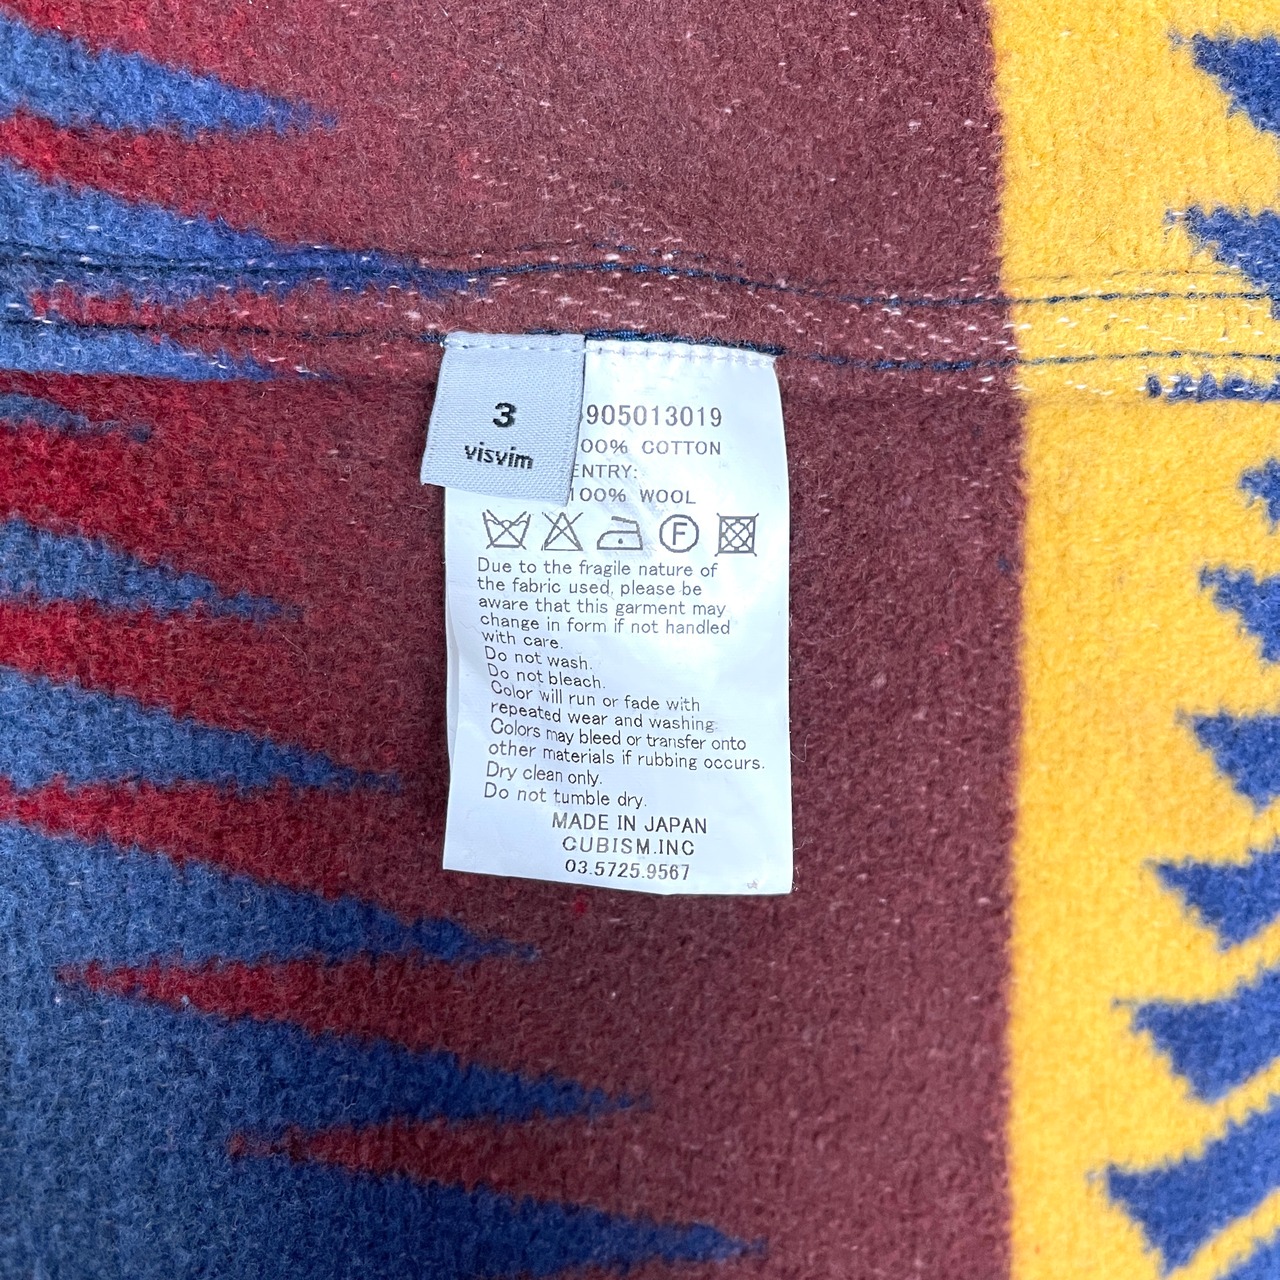 3
visvim
905013019
00% COTTON
ENTRY:
100% WOOL
F
Due to the fragile nature of
the fabric used, please be
aware that this garment may
change in form if not handled
with care.
Do not wash.
Do not bleach.
Color will run or fade with
repeated wear and washing.
Colors may bleed or transfer onto
other materials if rubbing occurs.
Dry clean only.
Do not tumble dry.
MADE IN JAPAN
CUBISM.INC
03.5725.9567